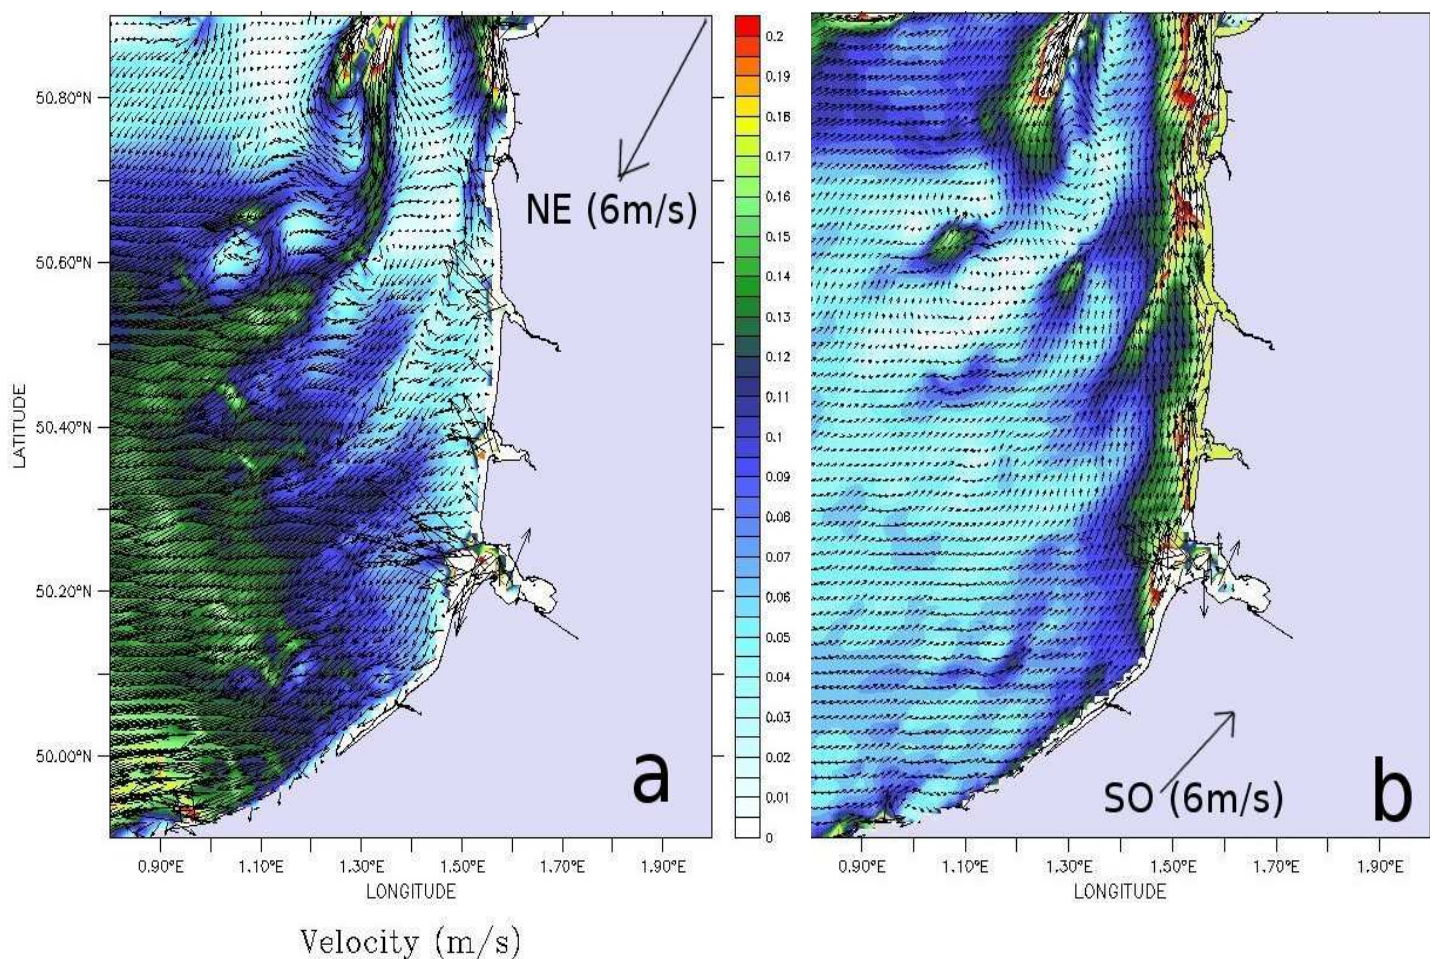 NE (6m/s)
a
SO (6m/s)
b
LATITUDE
50.80°N
50.60°N
50.40°N
50.20°N
50.00°N
0.90°E
1.10°E
1.30°E
1.50°E
1.70°E
1.90°E
LONGITUDE
0.2
0.19
0.18
0.17
0.16
0.15
0.14
0.13
0.12
0.11
0.1
0.09
0.08
0.07
0.06
0.05
0.04
0.03
0.02
0.01
0
0.90°E
1.10°E
1.30°E
1.50°E
1.70°E
1.90°E
LONGITUDE
Velocity (m/s)